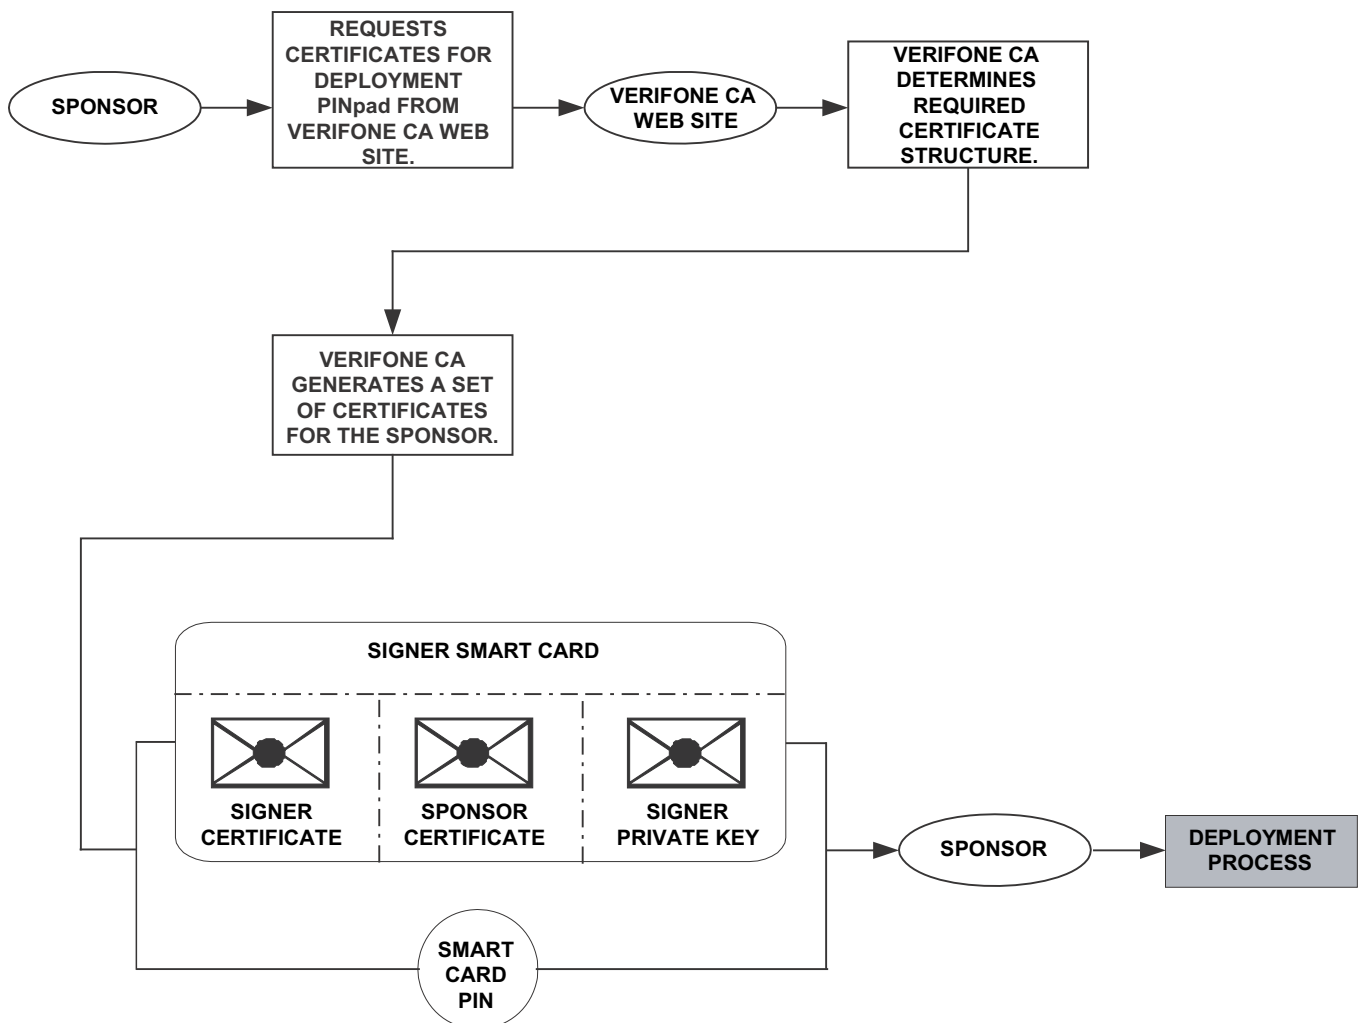 SPONSOR
REQUESTS
CERTIFICATES FOR
DEPLOYMENT
PINpad FROM
VERIFONE CA WEB
SITE.
VERIFONE CA
WEB SITE
VERIFONE CA
DETERMINES
REQUIRED
CERTIFICATE
STRUCTURE.
VERIFONE CA
GENERATES A SET
OF CERTIFICATES
FOR THE SPONSOR.
SIGNER SMART CARD
SIGNER
CERTIFICATE
SPONSOR
CERTIFICATE
SIGNER
PRIVATE KEY
SMART
CARD
PIN
SPONSOR
DEPLOYMENT
PROCESS